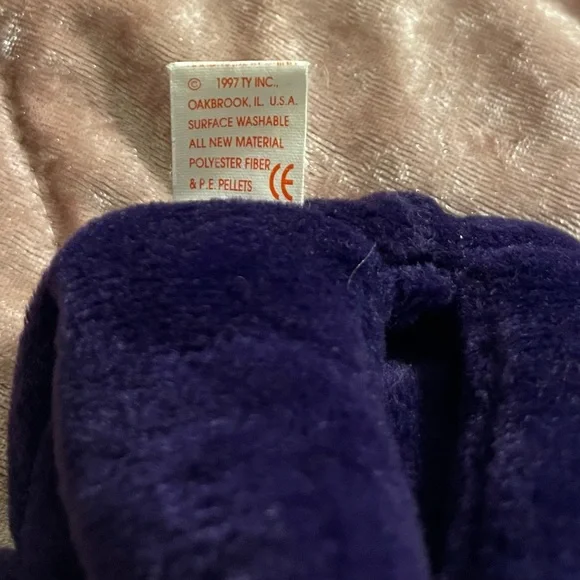 © 1997 TY INC.,
OAKBROOK, IL. U.S.A.
SURFACE WASHABLE
ALL NEW MATERIAL
POLYESTER FIBER
& P.E. PELLETS CE